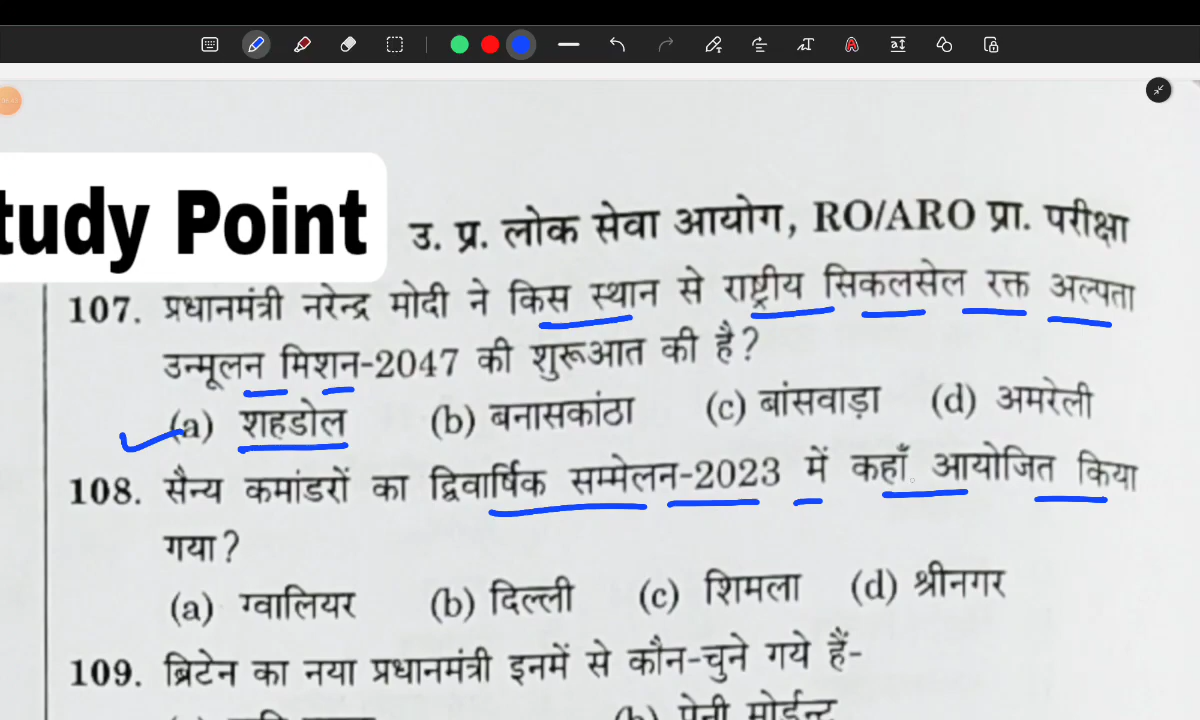 tudy Point
उ. प्र. लोक सेवा आयोग, RO/ARO प्रा. परीक्षा
107. प्रधानमंत्री नरेन्द्र मोदी ने किस स्थान से राष्ट्रीय सिकलसेल रक्त अल्पता
उन्मूलन मिशन-2047 की शुरूआत की है?
(a) शहडोल (b) बनासकांठा (c) बांसवाड़ा (d) अमरेली
108. सैन्य कमांडरों का द्विवार्षिक सम्मेलन-2023 में कहाँ आयोजित किया
गया?
(a) ग्वालियर (b) दिल्ली (c) शिमला (d) श्रीनगर
109. ब्रिटेन का नया प्रधानमंत्री इनमें से कौन-चुने गये हैं-
(b) पेनी मोर्डन्ट